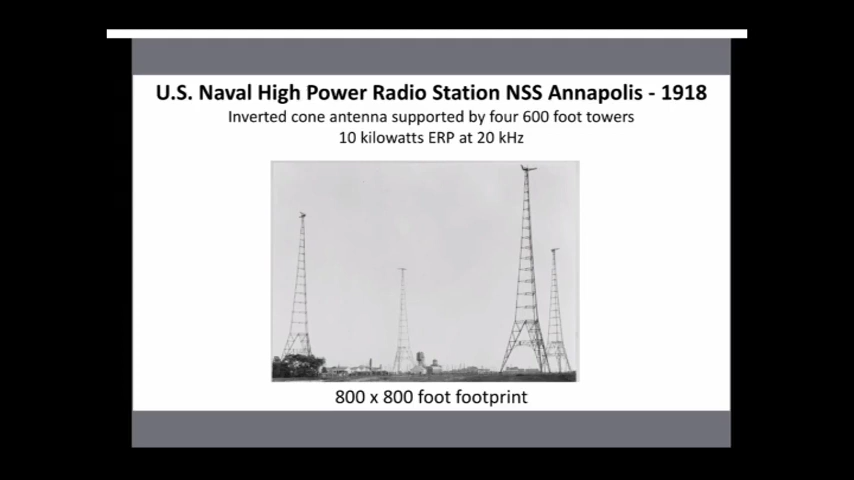 U.S. Naval High Power Radio Station NSS Annapolis - 1918
Inverted cone antenna supported by four 600 foot towers
10 kilowatts ERP at 20 kHz
800 x 800 foot footprint